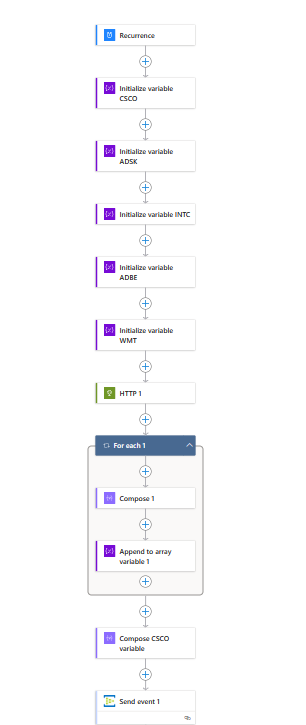 Recurrence
Initialize variable
CSCO
Initialize variable
ADSK
Initialize variable INTC
Initialize variable
ADBE
Initialize variable
WMT
HTTP 1
For each 1
Compose 1
Append to array
variable 1
Compose CSCO
variable
Send event 1